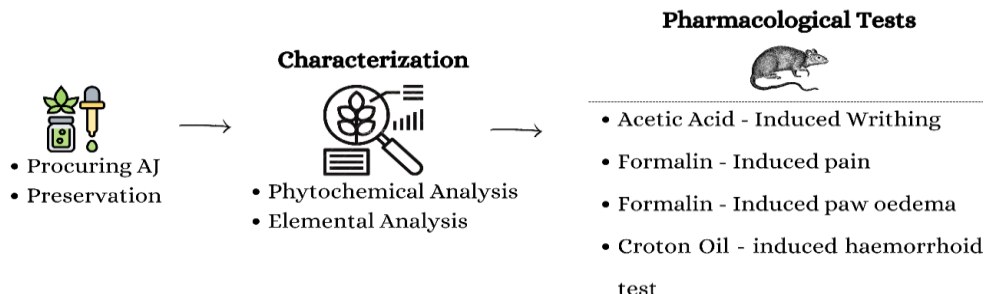 • Procuring AJ
• Preservation
Characterization
• Phytochemical Analysis
• Elemental Analysis
Pharmacological Tests
• Acetic Acid - Induced Writhing
• Formalin - Induced pain
• Formalin - Induced paw oedema
• Croton Oil - induced haemorrhoid
test